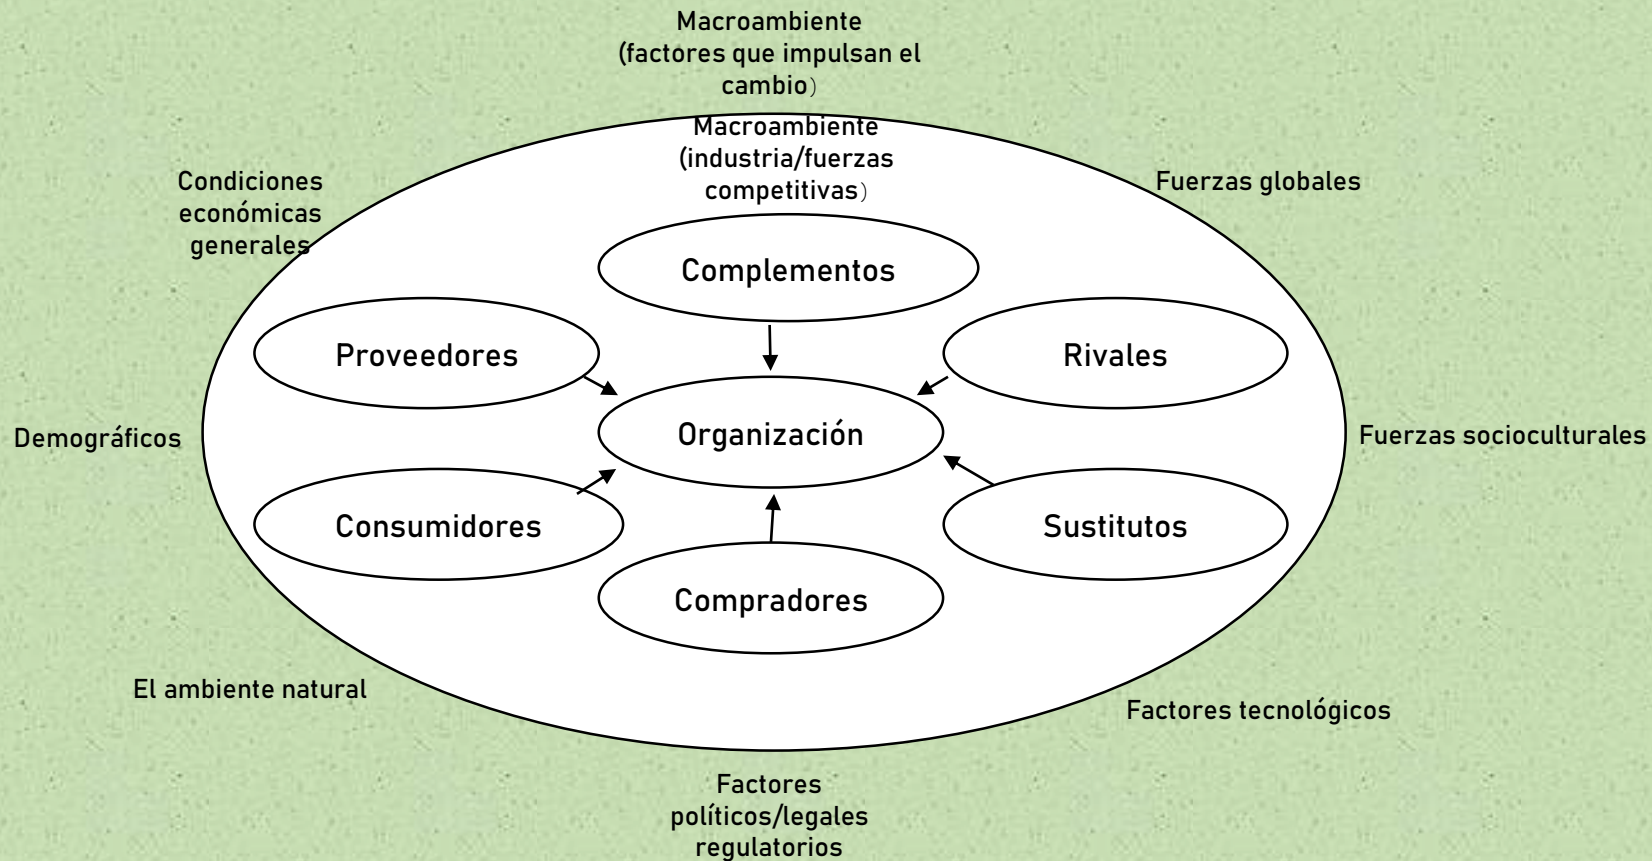 Macroambiente
(factores que impulsan el
cambio)
Macroambiente
(industria/fuerzas
competitivas)
Condiciones
económicas
generales
Fuerzas globales
Complementos
Proveedores
Rivales
Organización
Demográficos
Fuerzas socioculturales
Consumidores
Sustitutos
Compradores
El ambiente natural
Factores tecnológicos
Factores
políticos/legales
regulatorios